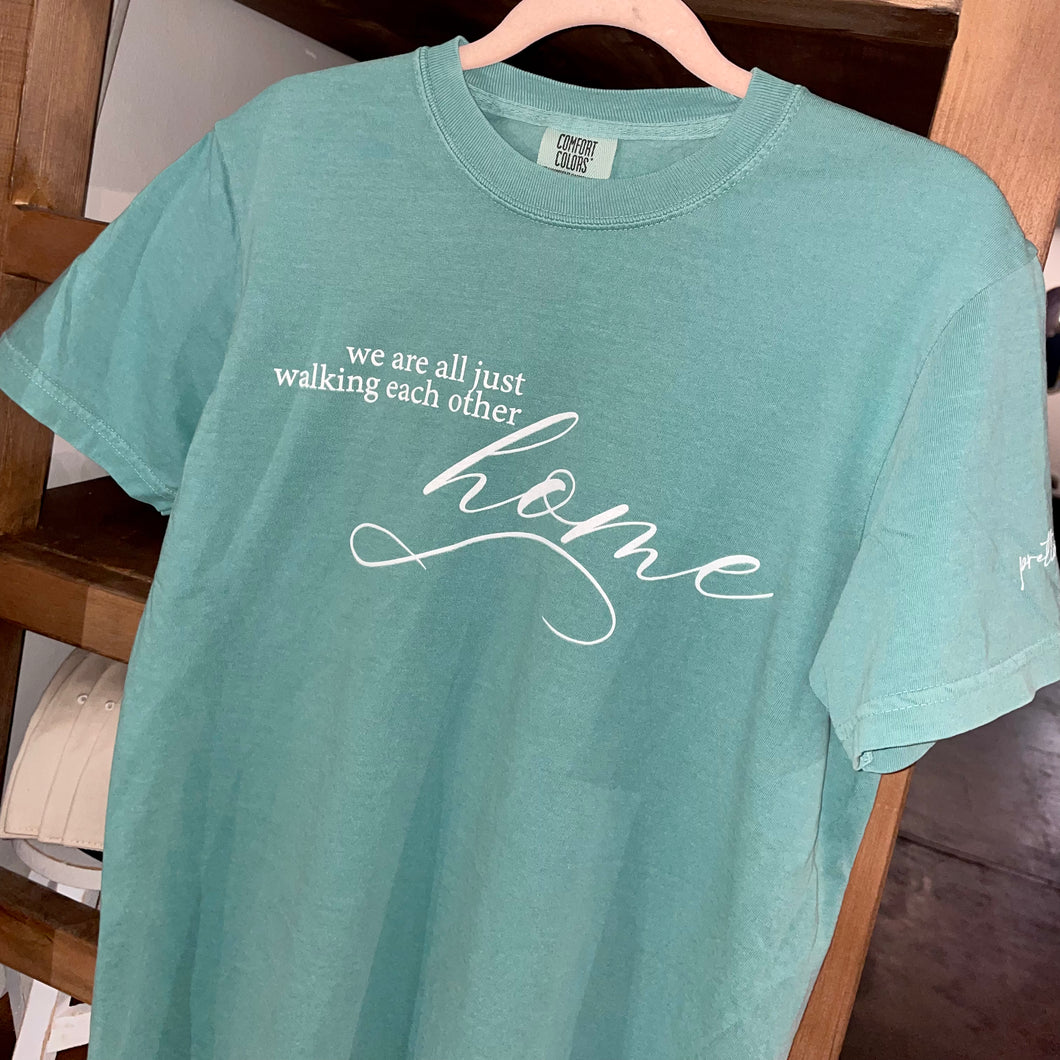 COMFORT
COLORS
we are all just
walking each other
home